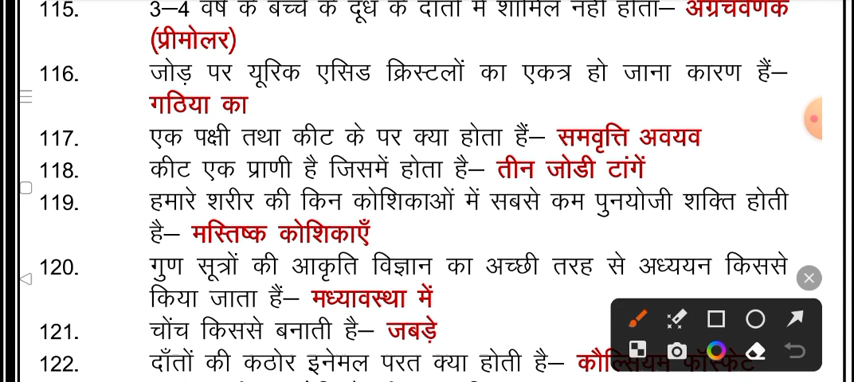 115. 3–4 वर्ष के बच्चे के दूध के दांतों में शामिल नहीं होता– अग्रचवर्णक
(प्रीमोलर)
116. जोड़ पर यूरिक एसिड क्रिस्टलों का एकत्र हो जाना कारण हैं–
गठिया का
117. एक पक्षी तथा कीट के पर क्या होता हैं– समवृत्ति अवयव
118. कीट एक प्राणी है जिसमें होता है– तीन जोडी टांगें
119. हमारे शरीर की किन कोशिकाओं में सबसे कम पुनयोजी शक्ति होती
है– मस्तिष्क कोशिकाएँ
120. गुण सूत्रों की आकृति विज्ञान का अच्छी तरह से अध्ययन किससे
किया जाता हैं– मध्यावस्था में
121. चोंच किससे बनाती है– जबड़े
122. दाँतों की कठोर इनेमल परत क्या होती है– कौल्सियम फॉस्फेट